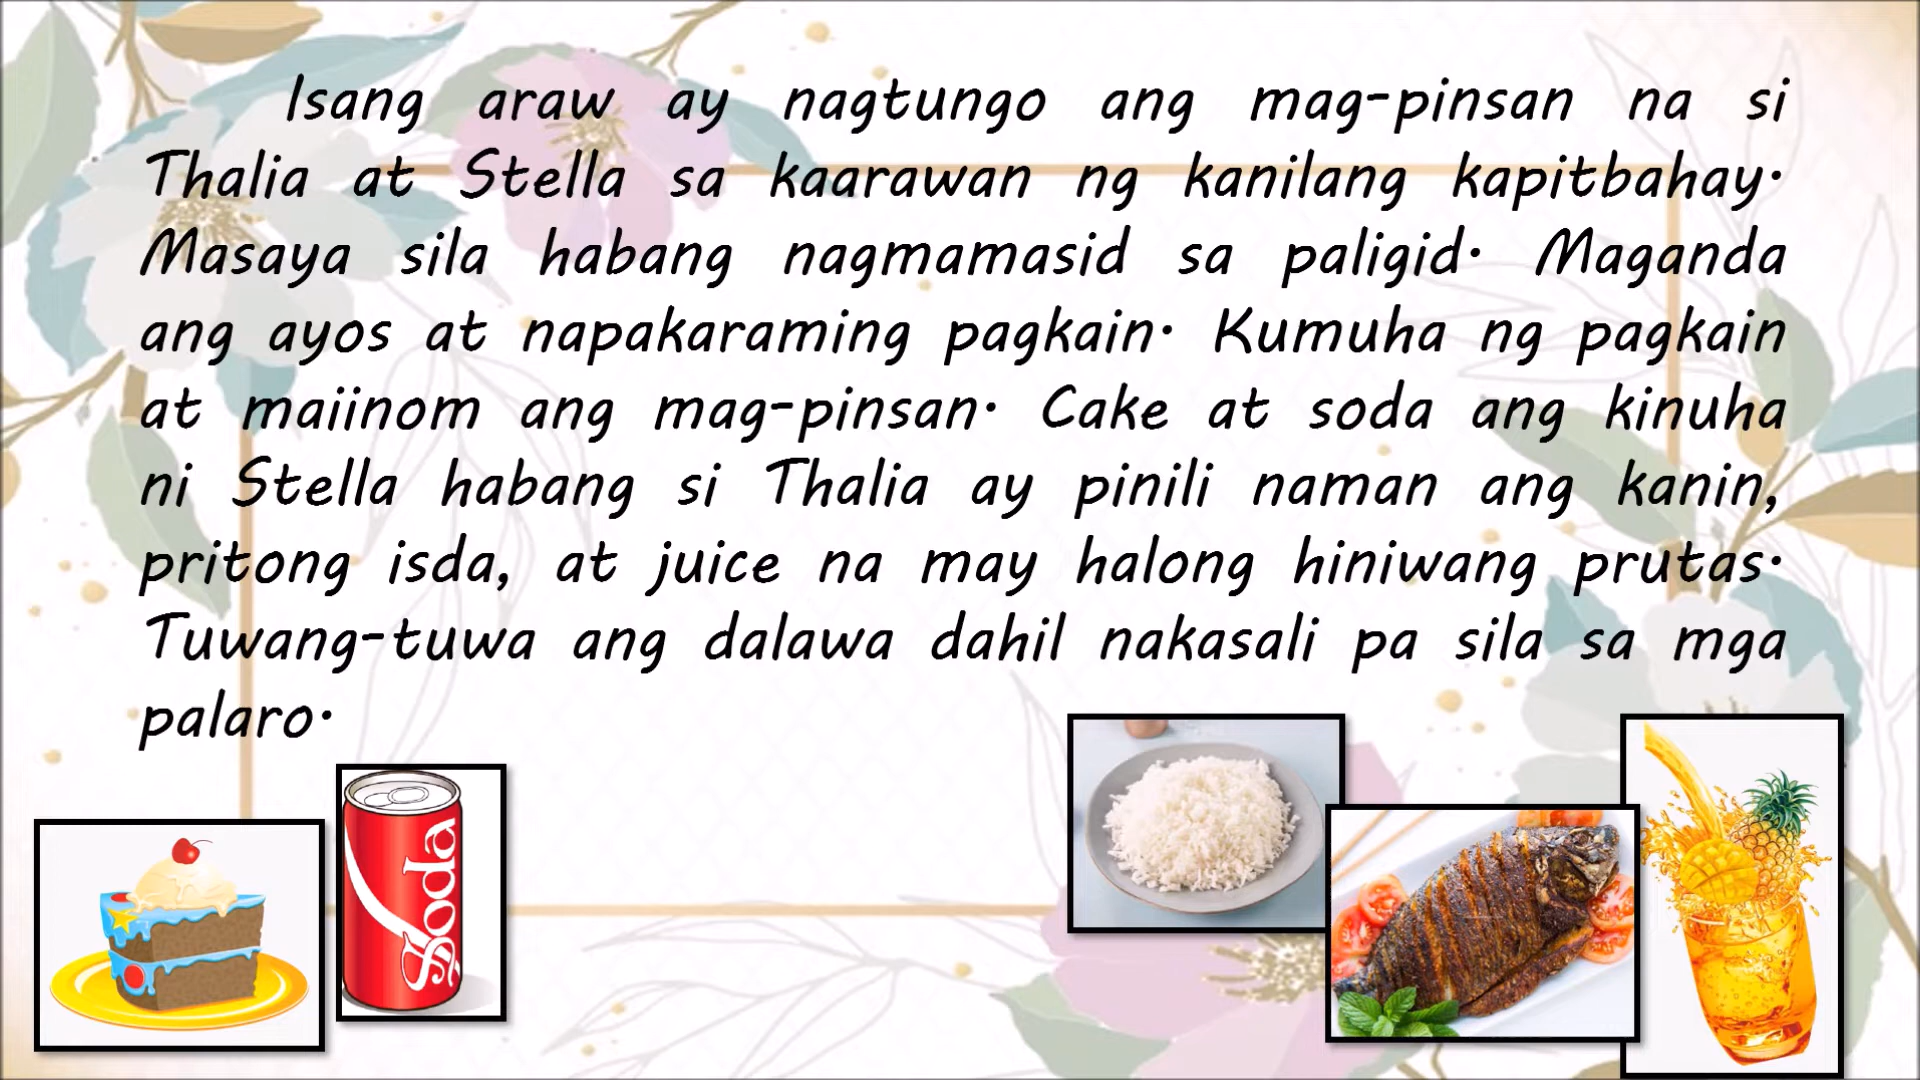 Isang araw ay nagtungo ang mag-pinsan na si
Thalia at Stella sa kaarawan ng kanilang kapitbahay.
Masaya sila habang nagmamasid sa paligid. Maganda
ang ayos at napakaraming pagkain. Kumuha ng pagkain
at maiinom ang mag-pinsan. Cake at soda ang kinuha
ni Stella habang si Thalia ay pinili naman ang kanin,
pritong isda, at juice na may halong hiniwang prutas.
Tuwang-tuwa ang dalawa dahil nakasali pa sila sa mga
palaro.
Soda